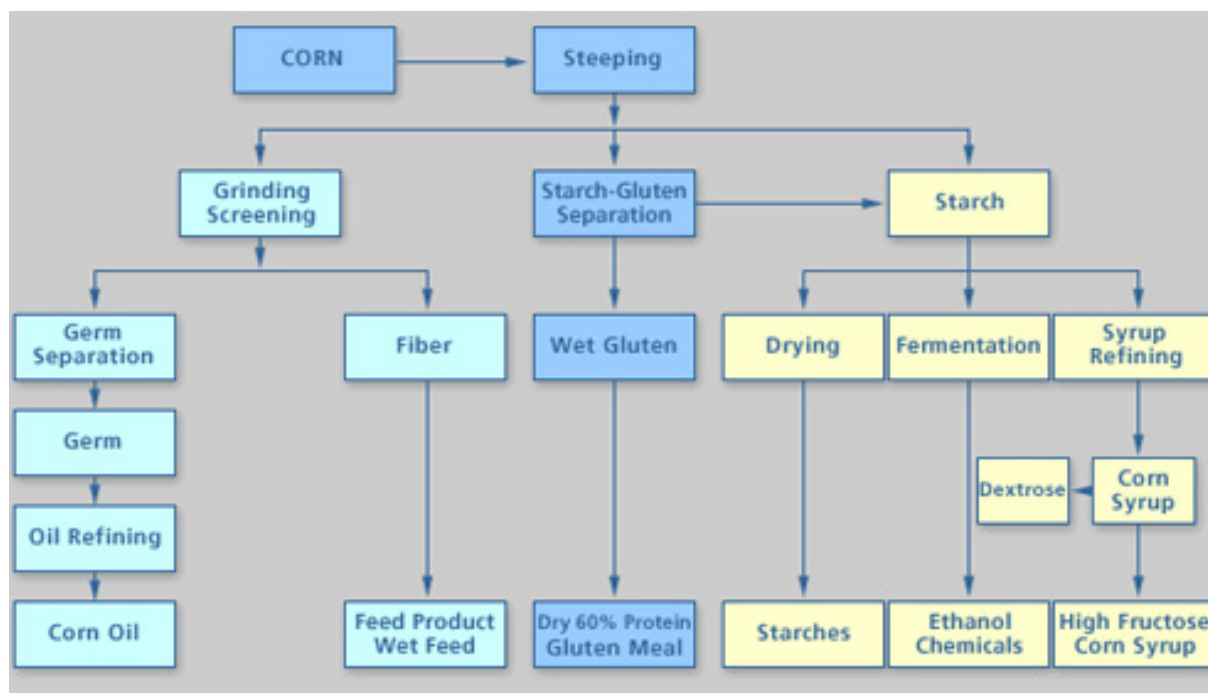 CORN
Steeping
Grinding
Screening
Starch-Gluten
Separation
Starch
Germ
Separation
Fiber
Wet Gluten
Drying
Fermentation
Syrup
Refining
Germ
Dextrose
Corn
Syrup
Oil Refining
Corn Oil
Feed Product
Wet Feed
Dry 60% Protein
Gluten Meal
Starches
Ethanol
Chemicals
High Fructose
Corn Syrup